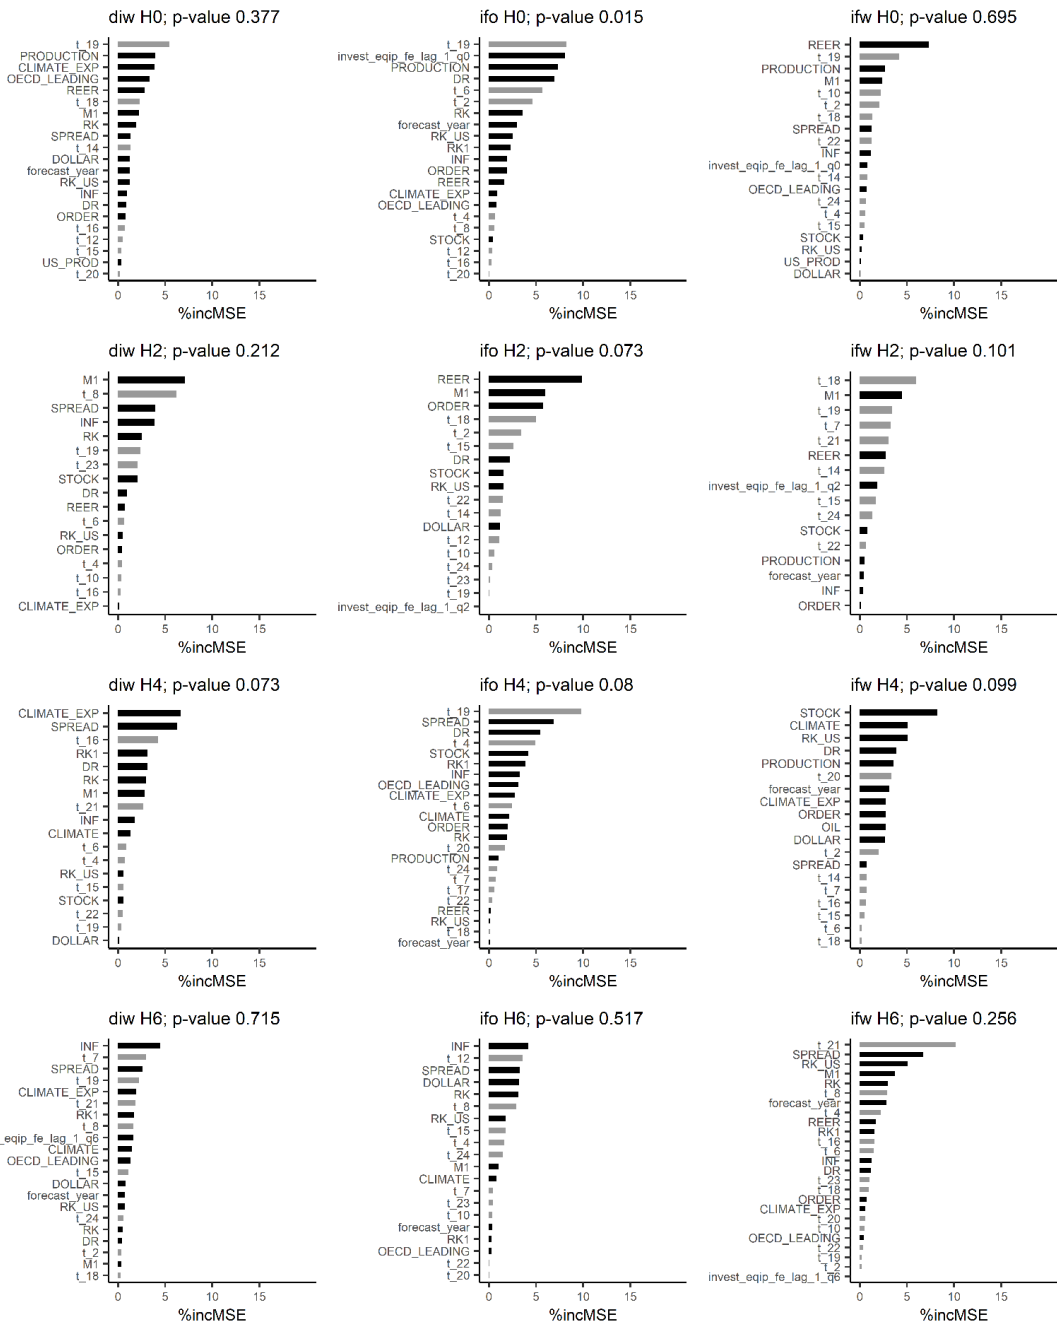 diw H0; p-value 0.377
t_19
PRODUCTION
CLIMATE_EXP
OECD_LEADING
REER
t_18
M1
RK
SPREAD
t_14
DOLLAR
forecast_year
RK_US
INF
DR
ORDER
t_16
t_12
t_15
US_PROD
t_20
0 5 10 15
%incMSE
ifo H0; p-value 0.015
t_19
invest_eqip_fe_lag_1_q0
PRODUCTION
DR
t_6
t_2
RK
forecast_year
RK_US
RK1
INF
ORDER
REER
CLIMATE_EXP
OECD_LEADING
t_4
t_8
STOCK
t_12
t_16
t_20
0 5 10 15
%incMSE
ifw H0; p-value 0.695
REER
t_19
PRODUCTION
M1
t_10
t_2
t_18
SPREAD
t_22
INF
invest_eqip_fe_lag_1_q0
t_14
OECD_LEADING
t_24
t_4
t_15
STOCK
RK_US
US_PROD
DOLLAR
0 5 10 15
%incMSE
diw H2; p-value 0.212
M1
t_8
SPREAD
INF
RK
t_19
t_23
STOCK
DR
REER
t_6
RK_US
ORDER
t_4
t_10
t_16
CLIMATE_EXP
0 5 10 15
%incMSE
ifo H2; p-value 0.073
REER
M1
ORDER
t_18
t_2
t_15
DR
STOCK
RK_US
t_22
t_14
DOLLAR
t_12
t_10
t_24
t_23
t_19
invest_eqip_fe_lag_1_q2
0 5 10 15
%incMSE
ifw H2; p-value 0.101
t_18
M1
t_19
t_7
t_21
REER
t_14
invest_eqip_fe_lag_1_q2
t_15
t_24
STOCK
t_22
PRODUCTION
forecast_year
INF
ORDER
0 5 10 15
%incMSE
diw H4; p-value 0.073
CLIMATE_EXP
SPREAD
t_16
RK1
DR
RK
M1
t_21
INF
CLIMATE
t_6
t_4
RK_US
t_15
STOCK
t_22
t_19
DOLLAR
0 5 10 15
%incMSE
ifo H4; p-value 0.08
t_19
SPREAD
DR
t_4
STOCK
RK1
INF
OECD_LEADING
CLIMATE_EXP
t_6
CLIMATE
ORDER
RK
t_20
PRODUCTION
t_24
t_7
t_17
t_22
REER
RK_US
t_18
forecast_year
0 5 10 15
%incMSE
ifw H4; p-value 0.099
STOCK
CLIMATE
RK_US
DR
PRODUCTION
t_20
forecast_year
CLIMATE_EXP
ORDER
OIL
DOLLAR
t_2
SPREAD
t_14
t_7
t_16
t_15
t_6
t_18
0 5 10 15
%incMSE
diw H6; p-value 0.715
INF
t_7
SPREAD
t_19
CLIMATE_EXP
t_21
RK1
t_8
_eqip_fe_lag_1_q6
CLIMATE
OECD_LEADING
t_15
DOLLAR
forecast_year
RK_US
t_24
RK
DR
t_2
M1
t_18
0 5 10 15
%incMSE
ifo H6; p-value 0.517
INF
t_12
SPREAD
DOLLAR
RK
t_8
RK_US
t_15
t_4
t_24
M1
CLIMATE
t_7
t_23
t_10
forecast_year
RK1
OECD_LEADING
t_22
t_20
0 5 10 15
%incMSE
ifw H6; p-value 0.256
t_21
SPREAD
RK_US
M1
RK
t_8
forecast_year
t_4
REER
RK1
t_16
t_6
INF
DR
t_23
t_18
ORDER
CLIMATE_EXP
t_20
t_10
OECD_LEADING
t_22
t_19
t_2
invest_eqip_fe_lag_1_q6
0 5 10 15
%incMSE